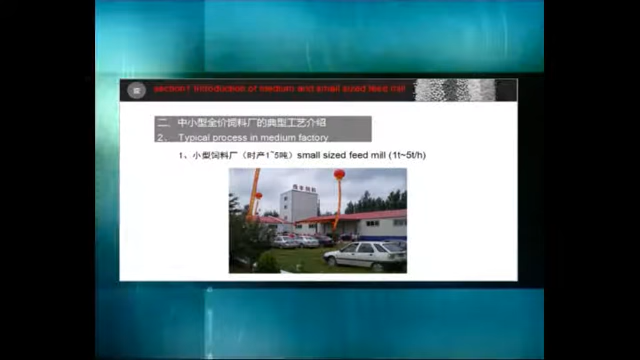 section1 Introduction of medium and small sized feed mill
二、中小型全价饲料厂的典型工艺介绍
2、 Typical process in medium factory
1、小型饲料厂（时产1~5吨）small sized feed mill (1t~5t/h)